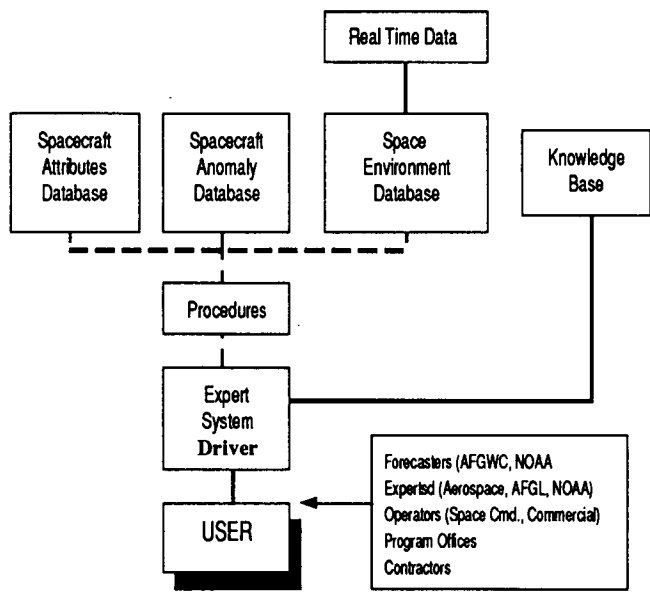 Real Time Data
Spacecraft
Attributes
Database
Spacecraft
Anomaly
Database
Space
Environment
Database
Knowledge
Base
Procedures
Expert
System
Driver
USER
Forecasters (AFGWC, NOAA
Expertsd (Aerospace, AFGL, NOAA)
Operators (Space Cmd., Commercial)
Program Offices
Contractors